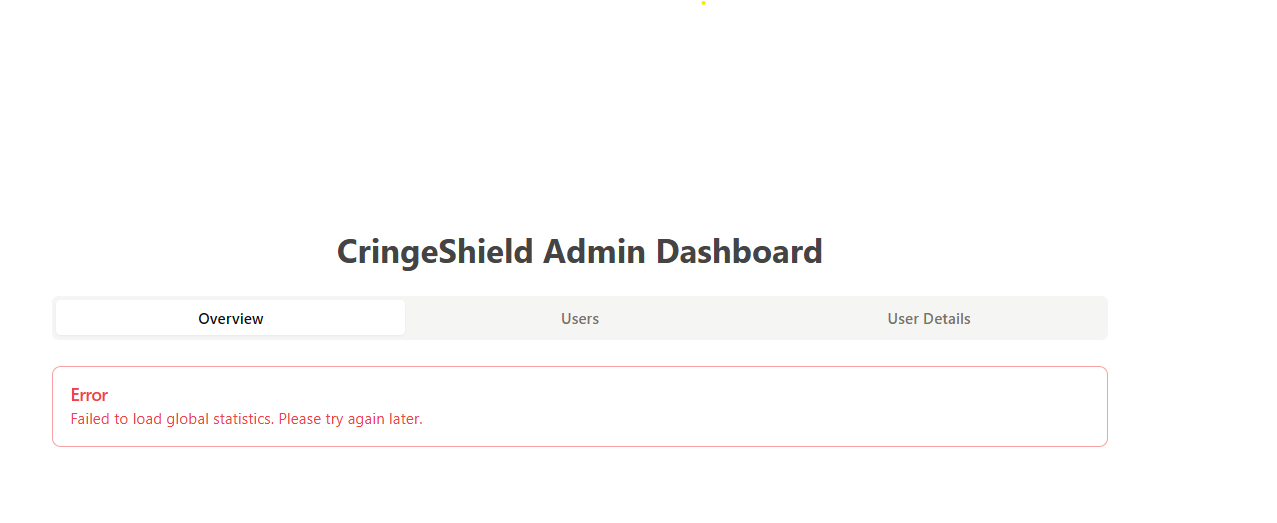 CringeShield Admin Dashboard
Overview
Users
User Details
Error
Failed to load global statistics. Please try again later.